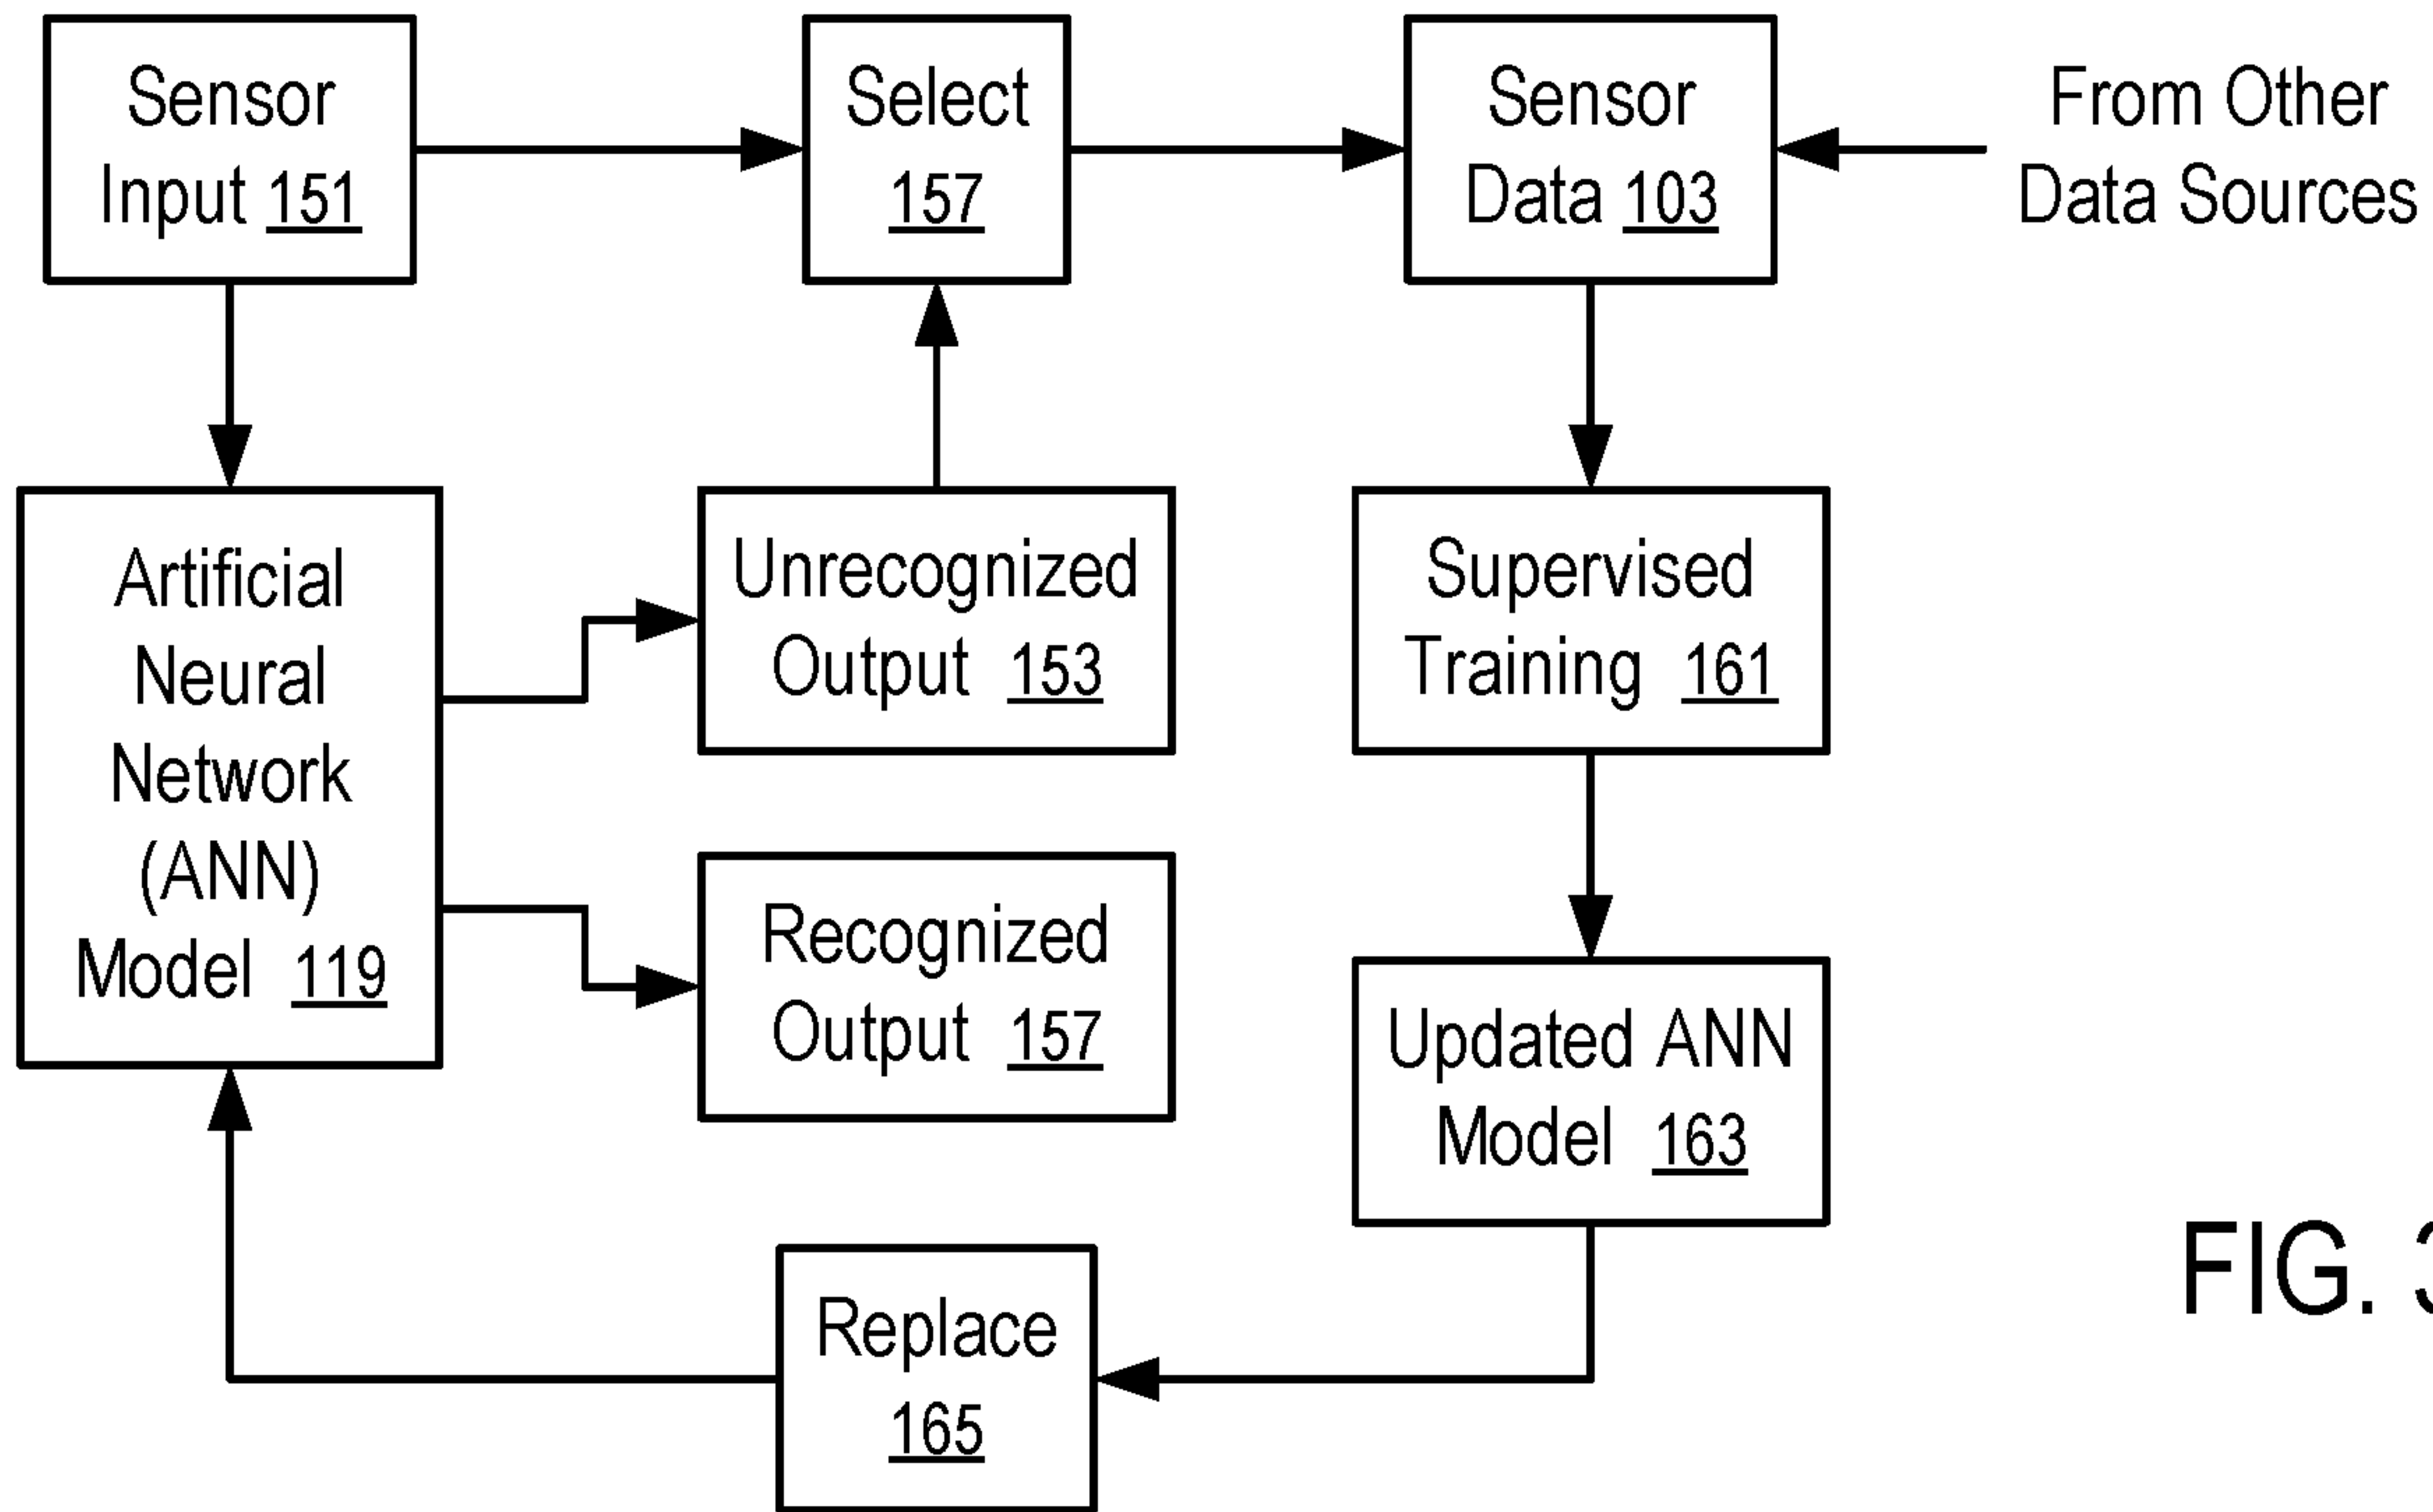 Sensor
Input 151
Select
157
Sensor
Data 103
From Other
Data Sources
Artificial
Neural
Network
(ANN)
Model 119
Unrecognized
Output 153
Supervised
Training 161
Recognized
Output 157
Updated ANN
Model 163
Replace
165
FIG. 3